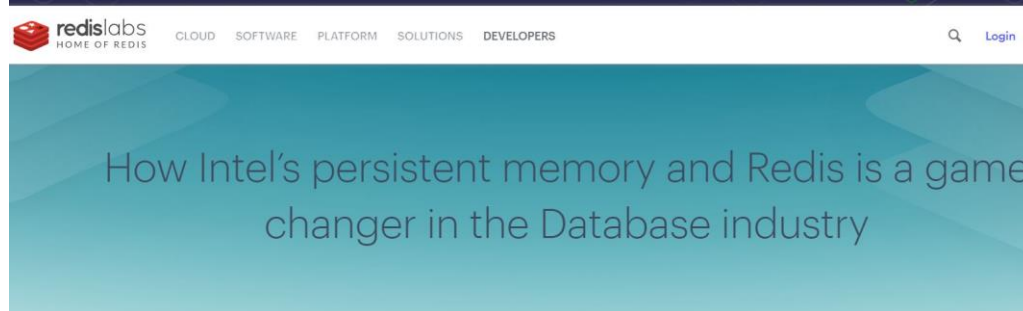 redislabs
HOME OF REDIS
CLOUD SOFTWARE PLATFORM SOLUTIONS DEVELOPERS Login
How Intel's persistent memory and Redis is a game
changer in the Database industry